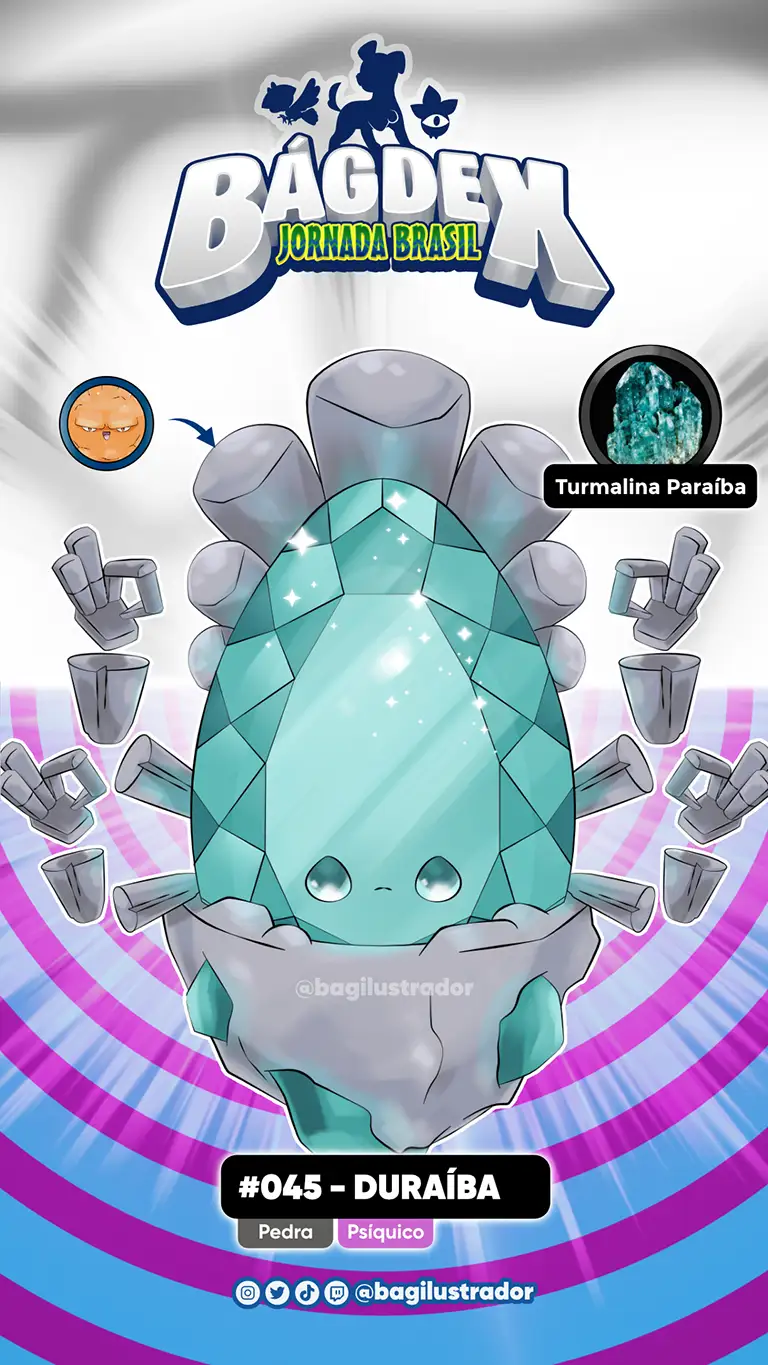 BÁGDEX
JORNADA BRASIL
Turmalina Paraíba
@bagilustrador
#045 - DURAÍBA
Pedra Psíquico
@bagilustrador